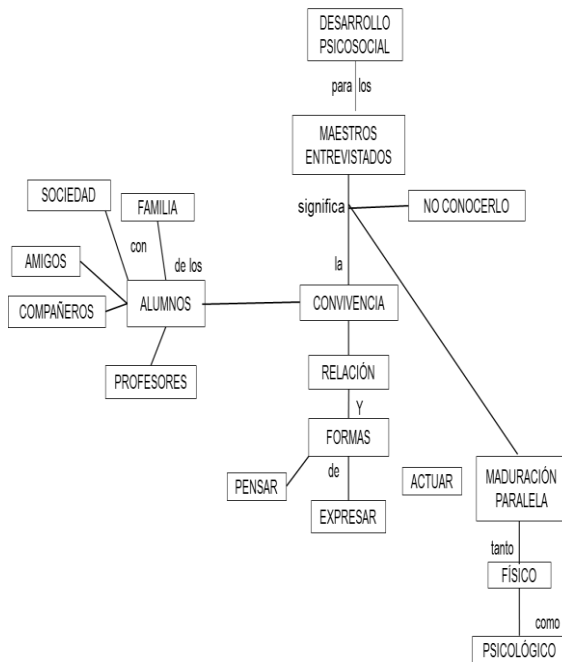 DESARROLLO
PSICOSOCIAL
para los
MAESTROS
ENTREVISTADOS
SOCIEDAD
FAMILIA
significa
NO CONOCERLO
con
AMIGOS
de los
la
COMPAÑEROS
ALUMNOS
CONVIVENCIA
PROFESORES
RELACIÓN
Y
FORMAS
de
PENSAR
EXPRESAR
ACTUAR
MADURACIÓN
PARALELA
tanto
FÍSICO
como
PSICOLÓGICO